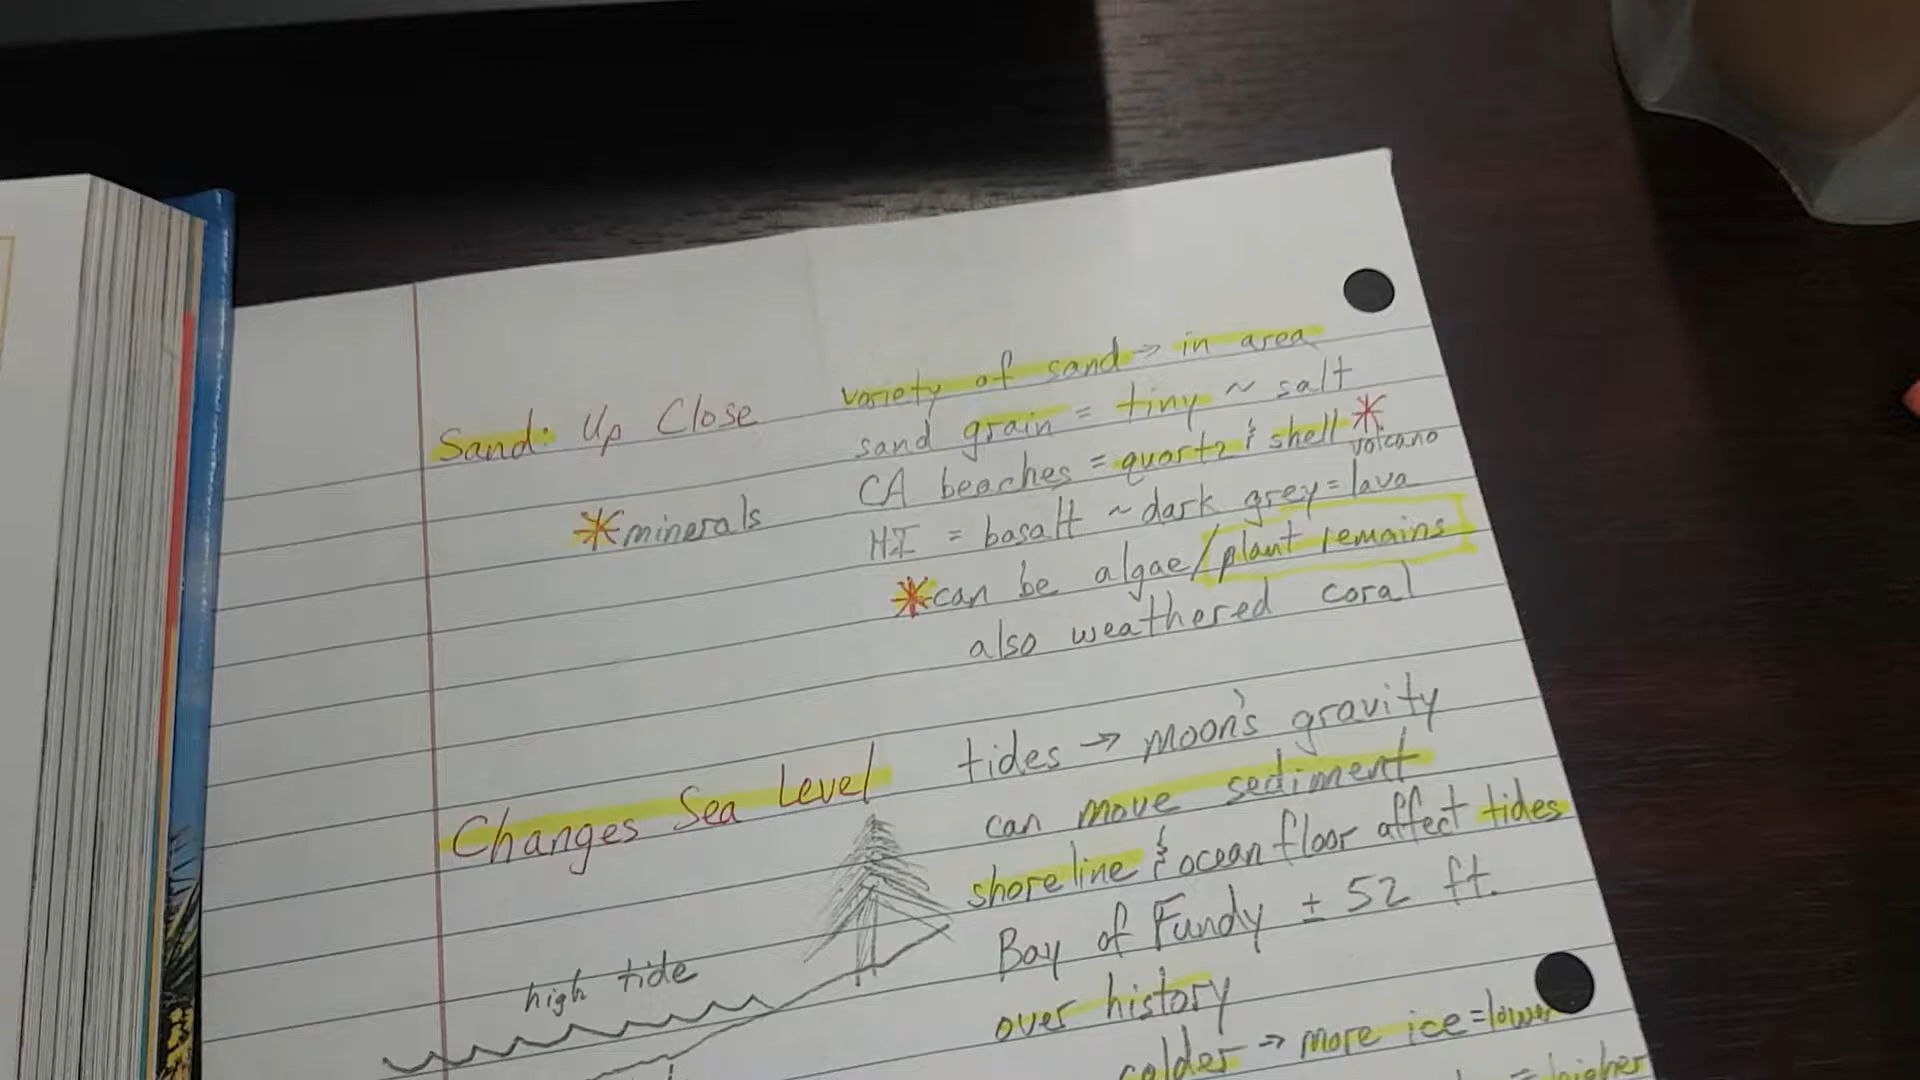 Sand: Up Close
*minerals
variety of sand → in area
sand grain = tiny ~ salt
CA beaches = quartz & shell *
volcano
HI = basalt ~ dark grey = lava
*can be algae/plant remains
also weathered coral
Changes Sea Level
high tide
tides → moon's gravity
can move sediment
shoreline & ocean floor affect tides
Bay of Fundy ± 52 ft.
over history
colder → more ice = lower
= higher